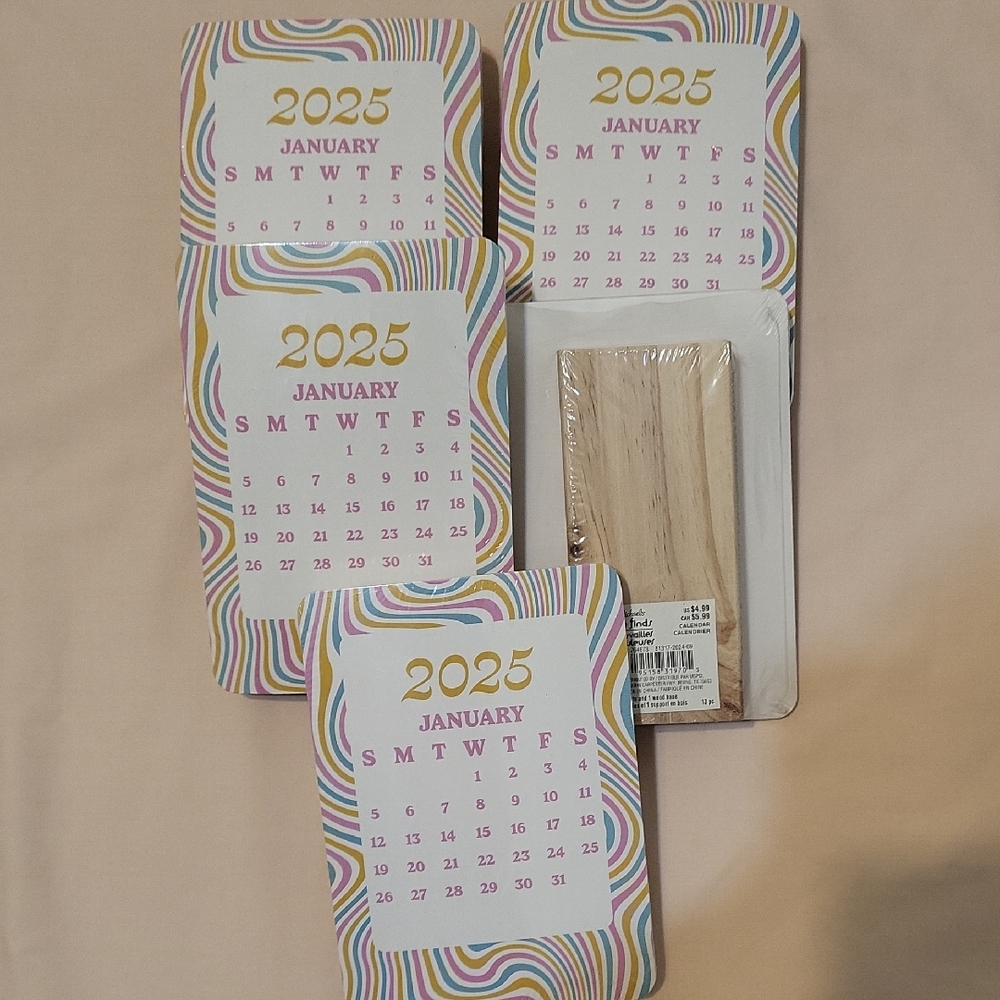 2025
JANUARY
S M T W T F S
1 2 3 4
5 6 7 8 9 10 11
2025
JANUARY
S M T W T F S
1 2 3 4
5 6 7 8 9 10 11
12 13 14 15 16 17 18
19 20 21 22 23 24 25
26 27 28 29 30 31
2025
JANUARY
S M T W T F S
1 2 3 4
5 6 7 8 9 10 11
12 13 14 15 16 17 18
19 20 21 22 23 24 25
26 27 28 29 30 31
US $4.99
finds CAN $5.99
CALENDAR
CALENDRIER
2025
JANUARY
S M T W T F S
1 2 3 4
5 6 7 8 9 10 11
12 13 14 15 16 17 18
19 20 21 22 23 24 25
26 27 28 29 30 31